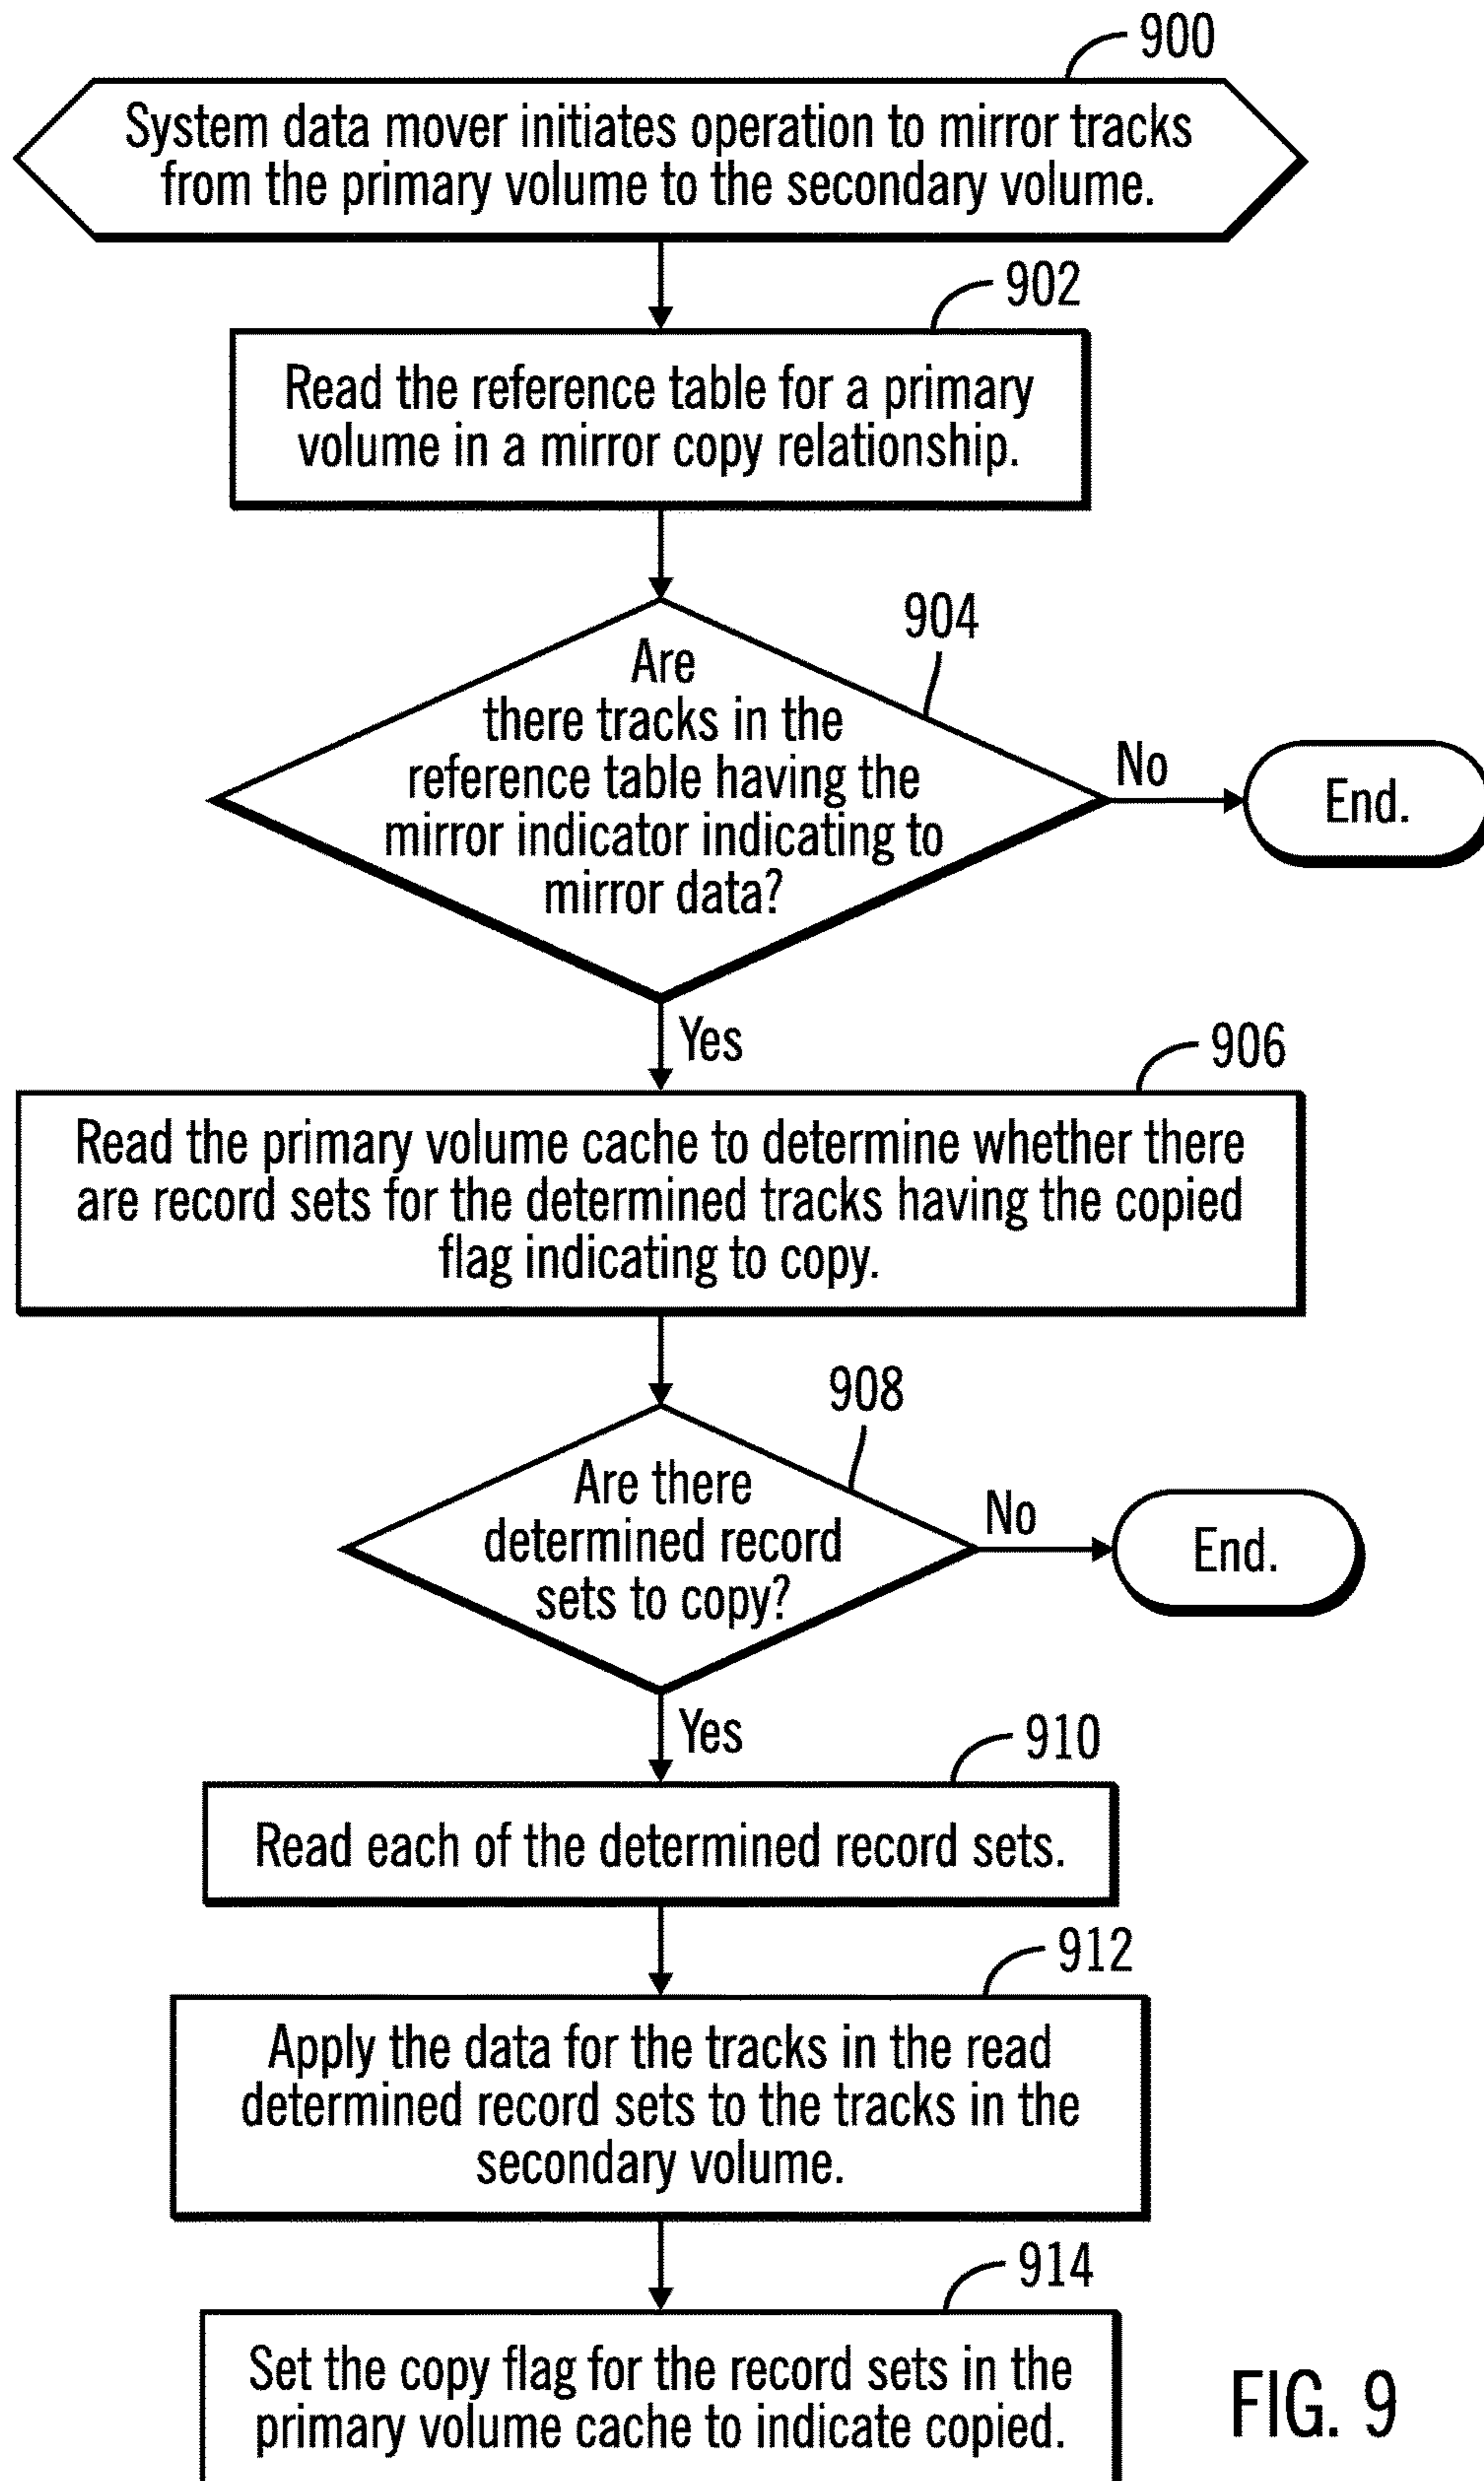 900
System data mover initiates operation to mirror tracks
from the primary volume to the secondary volume.
902
Read the reference table for a primary
volume in a mirror copy relationship.
904
Are
there tracks in the
reference table having the
mirror indicator indicating to
mirror data?
No
End.
Yes
906
Read the primary volume cache to determine whether there
are record sets for the determined tracks having the copied
flag indicating to copy.
908
Are there
determined record
sets to copy?
No
End.
Yes
910
Read each of the determined record sets.
912
Apply the data for the tracks in the read
determined record sets to the tracks in the
secondary volume.
914
Set the copy flag for the record sets in the
primary volume cache to indicate copied.
FIG. 9